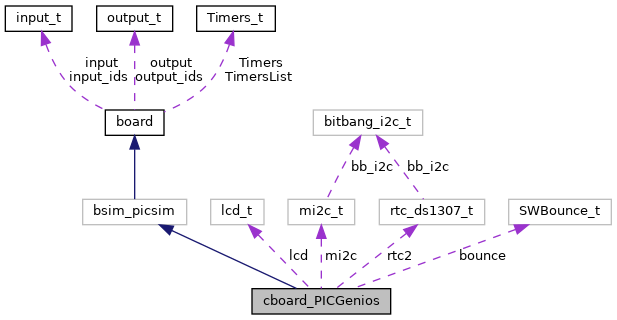 input_t output_t Timers_t
input output Timers
input_ids output_ids TimersList
board bitbang_i2c_t
bb_i2c bb_i2c
bsim_picsim lcd_t mi2c_t rtc_ds1307_t SWBounce_t
lcd mi2c rtc2 bounce
cboard_PICGenios